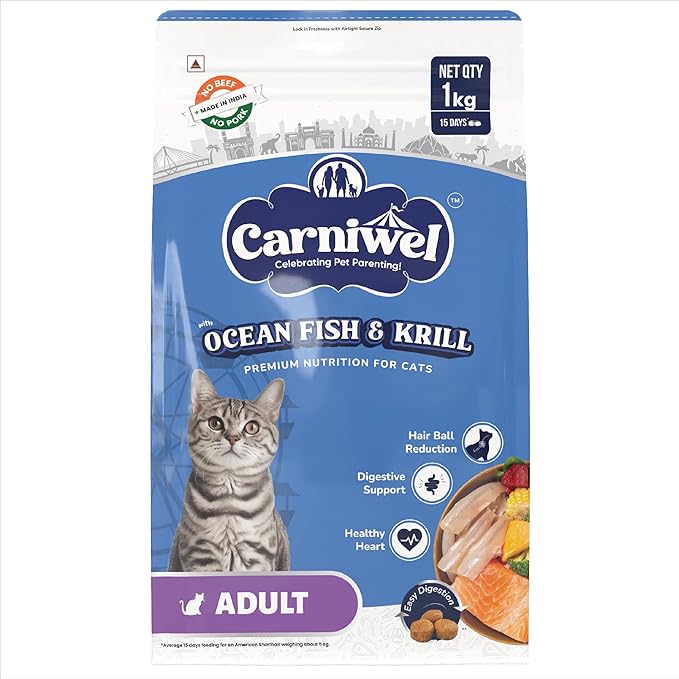 Lock in Freshness with Airtight Secure Zip
NO BEEF
MADE IN INDIA
NO PORK
NET QTY
1kg
15 DAYS*
Carniwel
TM
Celebrating Pet Parenting!
with
OCEAN FISH & KRILL
PREMIUM NUTRITION FOR CATS
Hair Ball
Reduction
Digestive
Support
Healthy
Heart
Easy Digestion
ADULT
*Average 15 days feeding for an American Shorthair weighing about 5 kg.